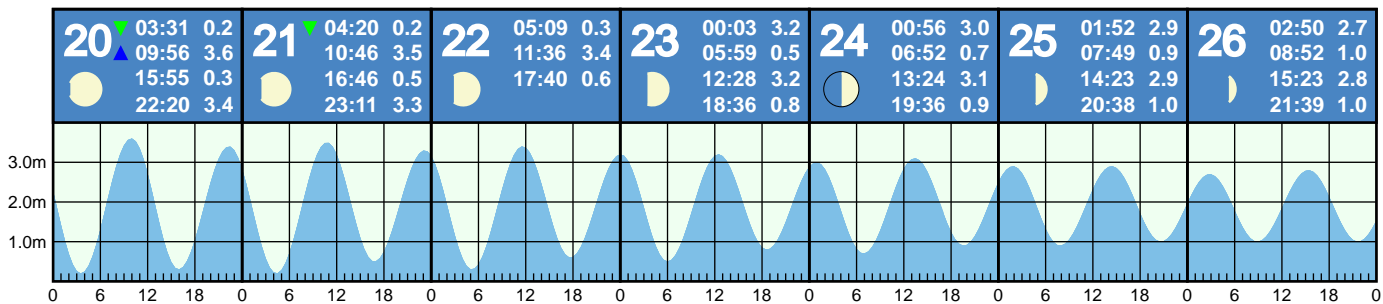 20 03:31 0.2 09:56 3.6 15:55 0.3 22:20 3.4
21 04:20 0.2 10:46 3.5 16:46 0.5 23:11 3.3
22 05:09 0.3 11:36 3.4 17:40 0.6
23 00:03 3.2 05:59 0.5 12:28 3.2 18:36 0.8
24 00:56 3.0 06:52 0.7 13:24 3.1 19:36 0.9
25 01:52 2.9 07:49 0.9 14:23 2.9 20:38 1.0
26 02:50 2.7 08:52 1.0 15:23 2.8 21:39 1.0
3.0m
2.0m
1.0m
0 6 12 18 0 6 12 18 0 6 12 18 0 6 12 18 0 6 12 18 0 6 12 18 0 6 12 18 0